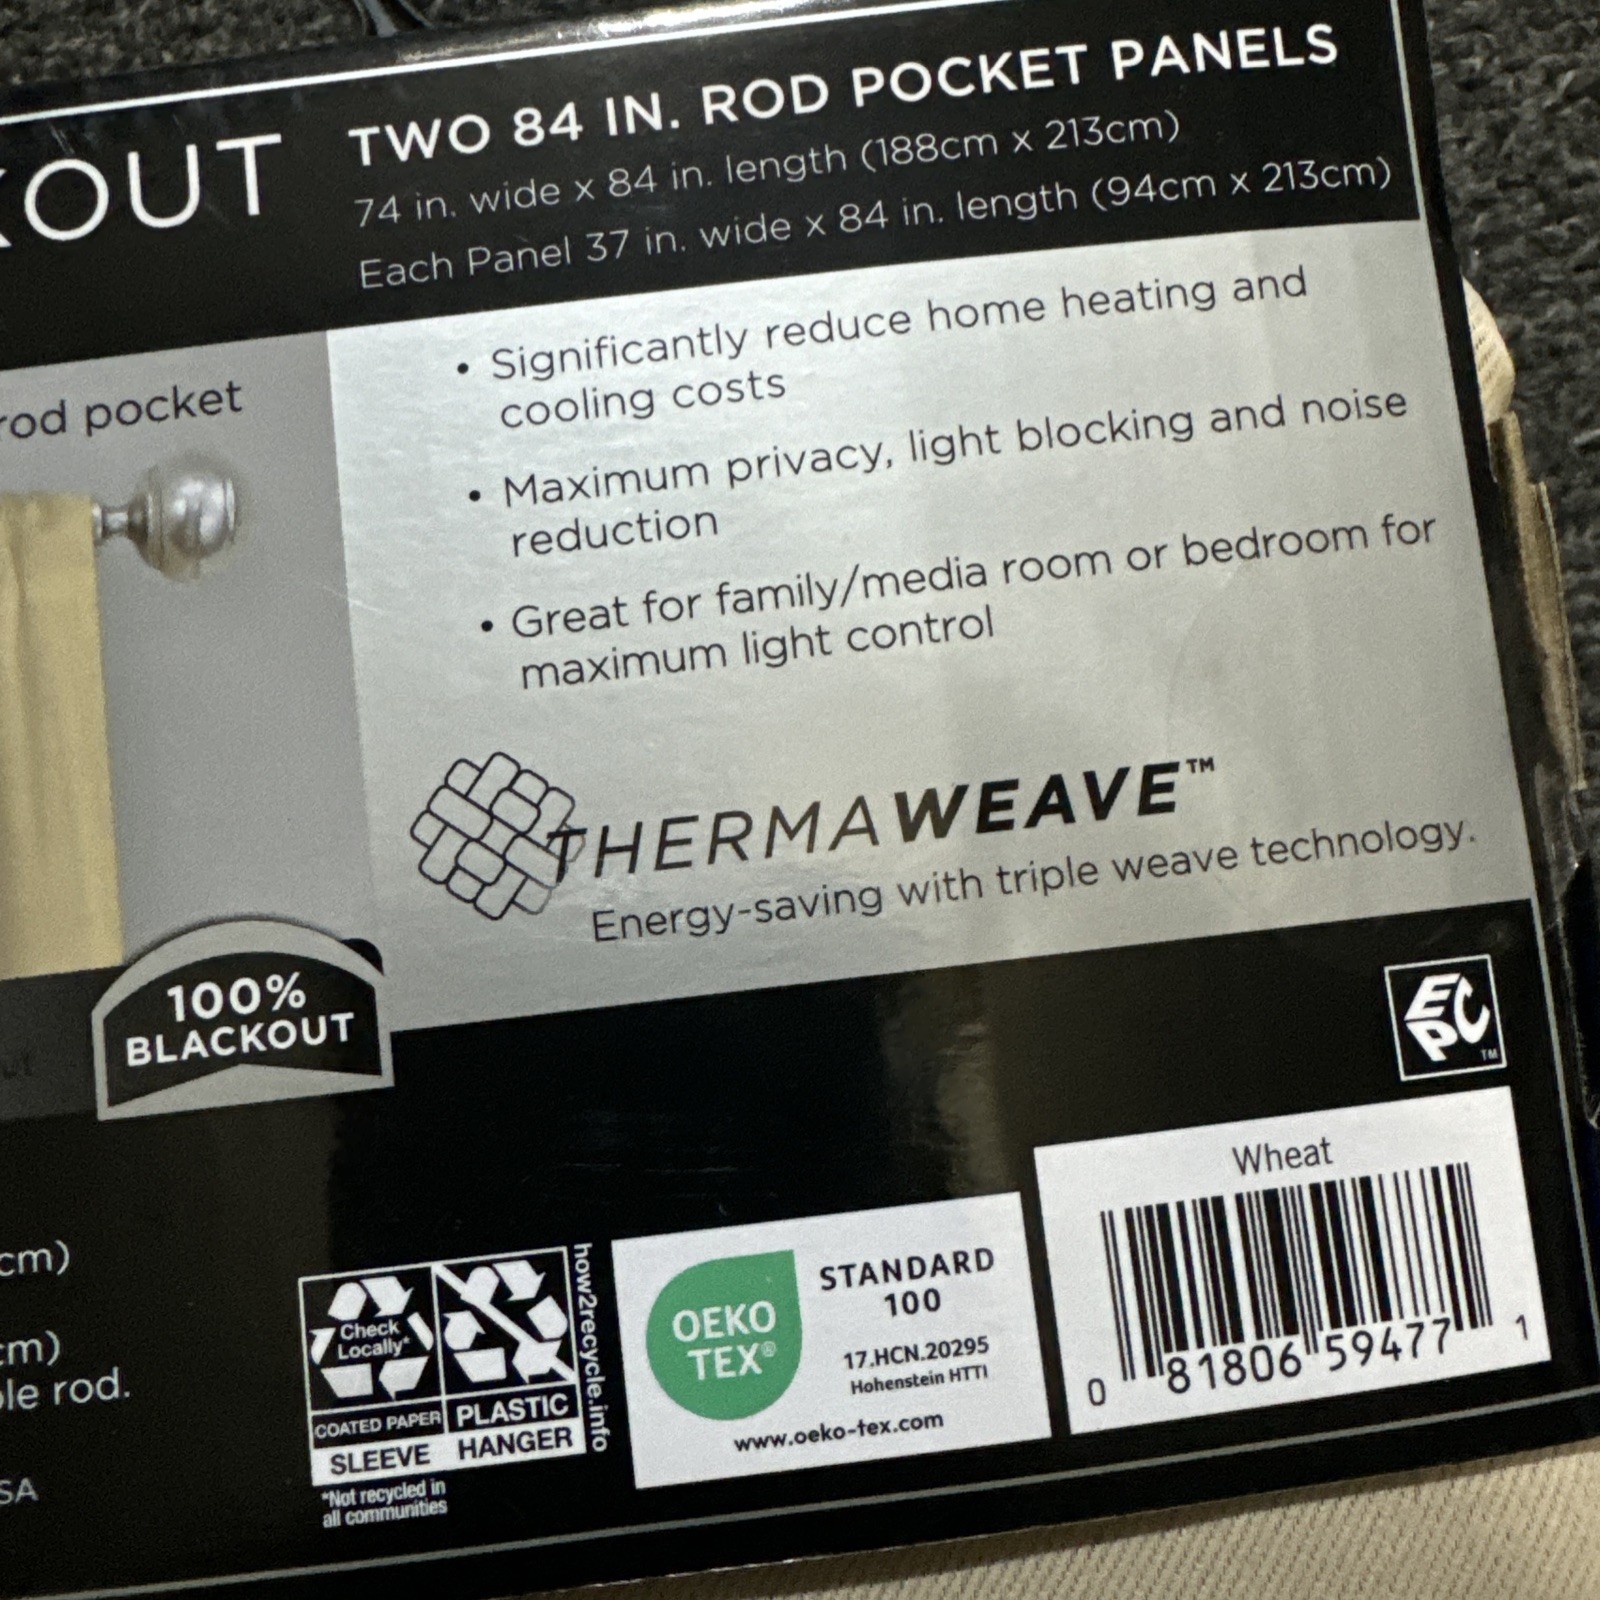 KOUT
TWO 84 IN. ROD POCKET PANELS
74 in. wide x 84 in. length (188cm x 213cm)
Each Panel 37 in. wide x 84 in. length (94cm x 213cm)
rod pocket
• Significantly reduce home heating and
cooling costs
• Maximum privacy, light blocking and noise
reduction
• Great for family/media room or bedroom for
maximum light control
THERMAWEAVE™
Energy-saving with triple weave technology.
100%
BLACKOUT
EPC
TM
Wheat
0 81806 59477 1
cm)
cm)
le rod.
SA
Check
Locally*
COATED PAPER
SLEEVE
PLASTIC
HANGER
how2recycle.info
*Not recycled in
all communities
OEKO
TEX®
STANDARD
100
17.HCN.20295
Hohenstein HTTI
www.oeko-tex.com